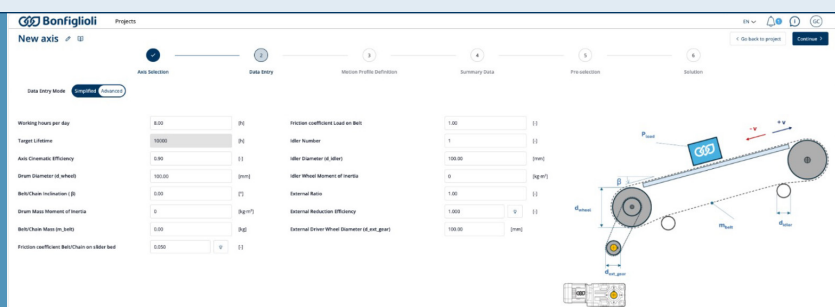 Bonfiglioli Projects EN GC
New axis < Go back to project Continue >
2 3 4 5 6
Axis Selection Data Entry Motion Profile Definition Summary Data Pre-selection Solution
Data Entry Mode Simplified Advanced
Working hours per day 8.00 [h] Friction coefficient Load on Belt 1.00 [-]
Target Lifetime 10000 [h] Idler Number 1 [-]
Axis Cinematic Efficiency 0.90 [-] Idler Diameter (d_idler) 100.00 [mm]
Drum Diameter (d_wheel) 100.00 [mm] Idler Wheel Moment of Inertia 0 [kg·m²]
Belt/Chain Inclination (β) 0.00 [°] External Ratio 1.00 [-]
Drum Mass Moment of Inertia 0 [kg·m²] External Reduction Efficiency 1.000 [-]
Belt/Chain Mass (m_belt) 0.00 [kg] External Driver Wheel Diameter (d_ext_gear) 100.00 [mm]
Friction coefficient Belt/Chain on slider bed 0.050 [-]
- v + v
P load
β
d wheel
m belt
d idler
d ext_gear